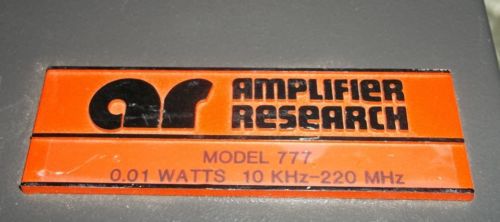 ar AMPLIFIER
RESEARCH
MODEL 777
0.01 WATTS 10 KHz-220 MHz